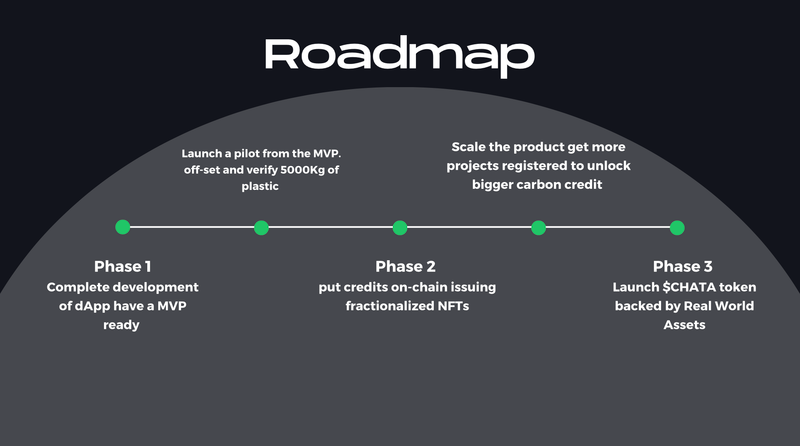 Roadmap
Launch a pilot from the MVP.
off-set and verify 5000Kg of
plastic
Scale the product get more
projects registered to unlock
bigger carbon credit
Phase 1
Complete development
of dApp have a MVP
ready
Phase 2
put credits on-chain issuing
fractionalized NFTs
Phase 3
Launch $CHATA token
backed by Real World
Assets